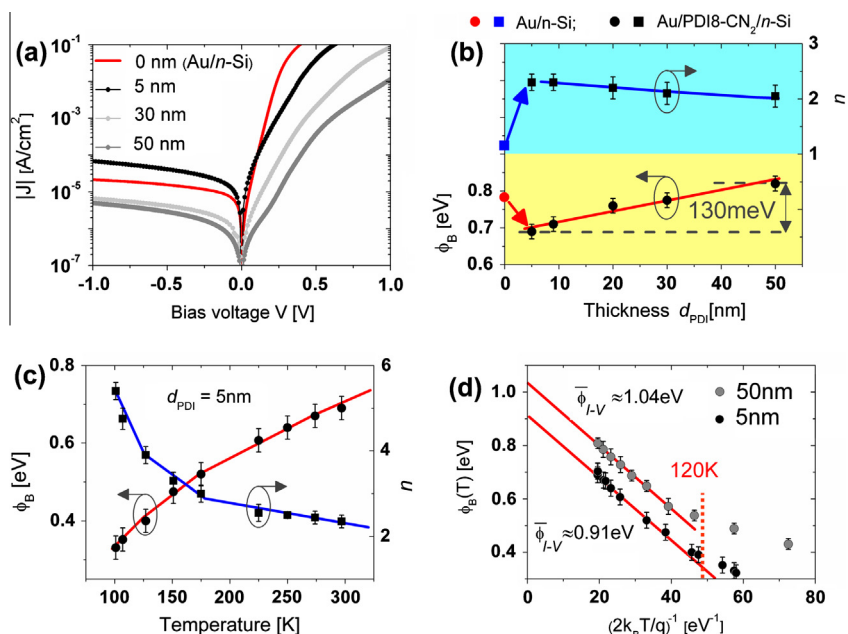 Au/n-Si; Au/PDI8-CN₂/n-Si
(a)
0 nm (Au/n-Si)
5 nm
30 nm
50 nm
|J| [A/cm²]
10⁻¹
10⁻³
10⁻⁵
10⁻⁷
-1.0 -0.5 0.0 0.5 1.0
Bias voltage V [V]
(b)
3
2
1
n
0.8
0.7
0.6
ϕB [eV]
130meV
0 10 20 30 40 50
Thickness dPDI[nm]
(c)
dPDI = 5nm
0.8
0.6
0.4
ϕB [eV]
6
4
2
n
100 150 200 250 300
Temperature [K]
(d)
50nm
5nm
ϕ̅I-V ≈1.04eV
120K
ϕ̅I-V ≈0.91eV
1.0
0.8
0.6
0.4
ϕB(T) [eV]
0 20 40 60 80
(2kBT/q)⁻¹ [eV⁻¹]